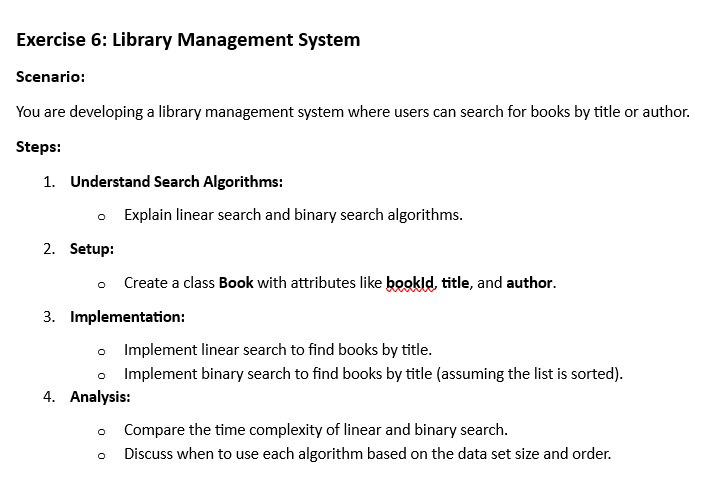 Exercise 6: Library Management System
Scenario:
You are developing a library management system where users can search for books by title or author.
Steps:
1. Understand Search Algorithms:
o Explain linear search and binary search algorithms.
2. Setup:
o Create a class Book with attributes like bookId, title, and author.
3. Implementation:
o Implement linear search to find books by title.
o Implement binary search to find books by title (assuming the list is sorted).
4. Analysis:
o Compare the time complexity of linear and binary search.
o Discuss when to use each algorithm based on the data set size and order.